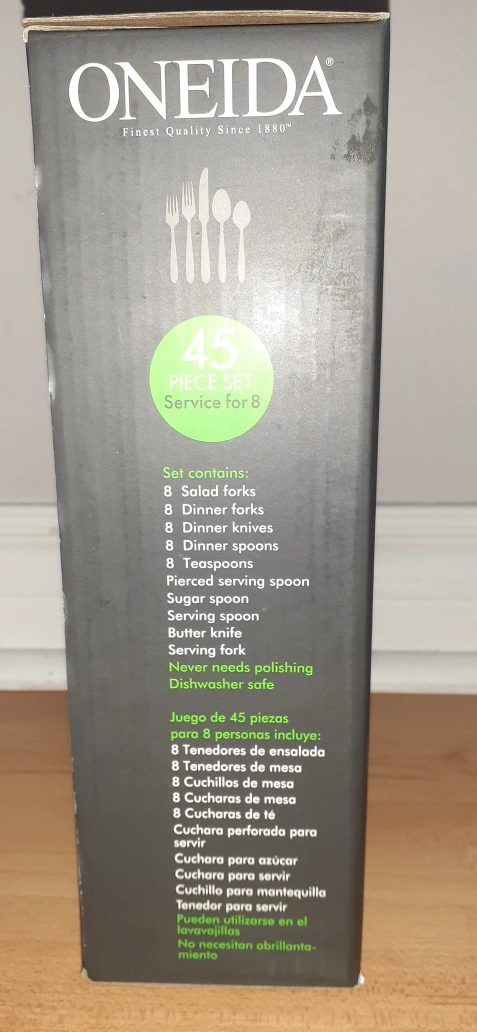 ONEIDA®
Finest Quality Since 1880™
45
PIECE SET
Service for 8
Set contains:
8 Salad forks
8 Dinner forks
8 Dinner knives
8 Dinner spoons
8 Teaspoons
Pierced serving spoon
Sugar spoon
Serving spoon
Butter knife
Serving fork
Never needs polishing
Dishwasher safe
Juego de 45 piezas
para 8 personas incluye:
8 Tenedores de ensalada
8 Tenedores de mesa
8 Cuchillos de mesa
8 Cucharas de mesa
8 Cucharas de té
Cuchara perforada para
servir
Cuchara para azúcar
Cuchara para servir
Cuchillo para mantequilla
Tenedor para servir
Pueden utilizarse en el
lavavajillas
No necesitan abrillanta-
miento